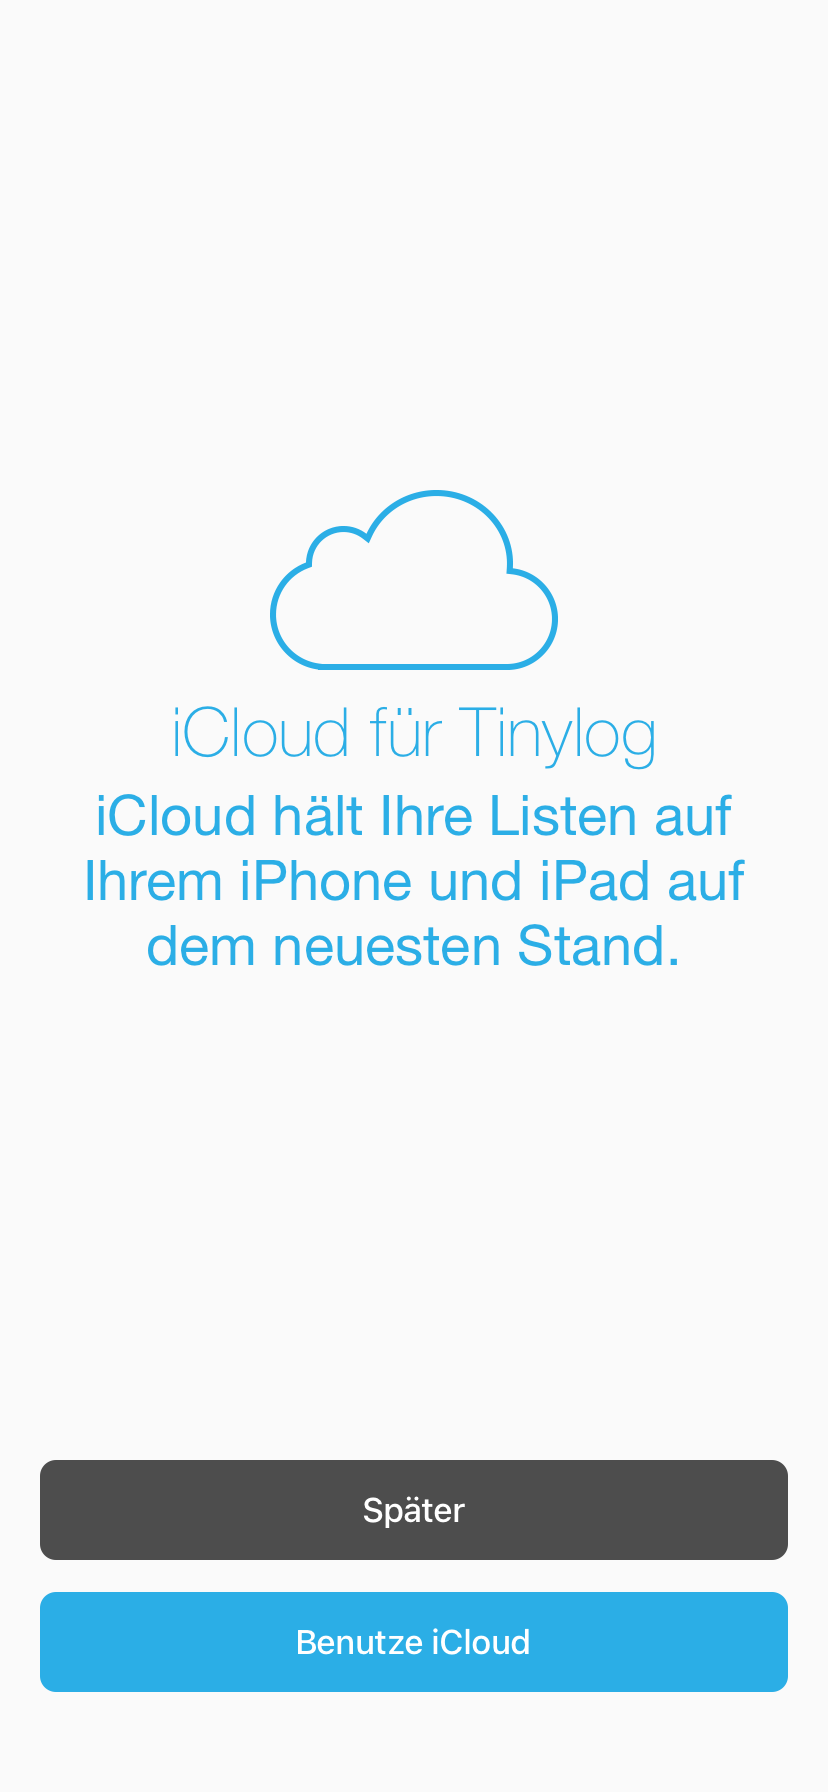 iCloud für Tinylog
iCloud hält Ihre Listen auf
Ihrem iPhone und iPad auf
dem neuesten Stand.
Später
Benutze iCloud